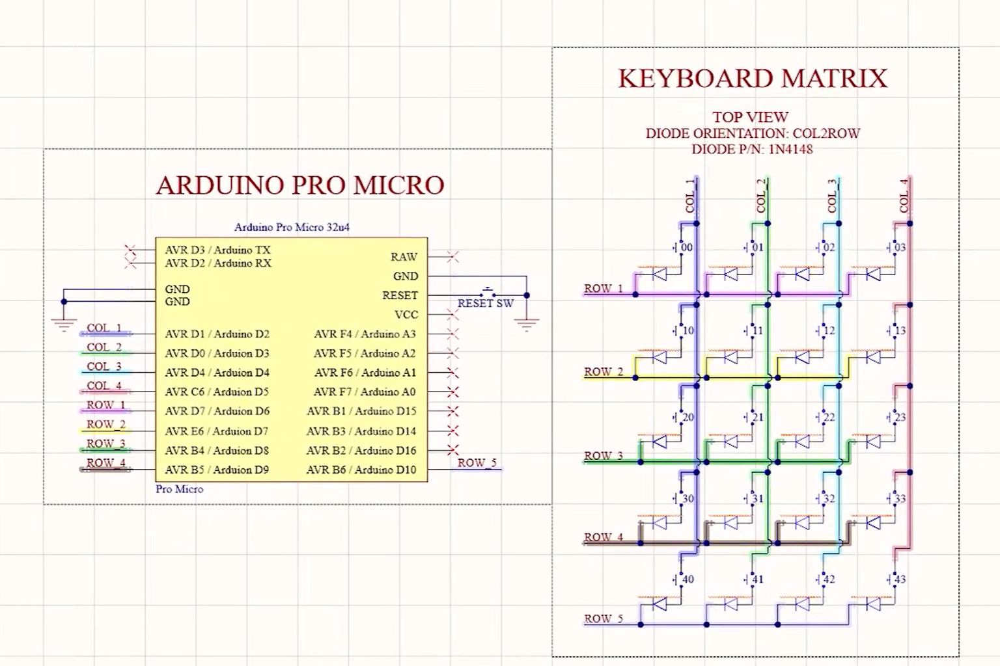 ARDUINO PRO MICRO
Arduino Pro Micro 32u4
AVR D3 / Arduino TX
AVR D2 / Arduino RX
GND
GND
COL_1
AVR D1 / Arduino D2
COL_2
AVR D0 / Arduino D3
COL_3
AVR D4 / Arduino D4
COL_4
AVR C6 / Arduino D5
ROW_1
AVR D7 / Arduino D6
ROW_2
AVR E6 / Arduion D7
ROW_3
AVR B4 / Arduion D8
ROW_4
AVR B5 / Arduion D9
RAW
GND
RESET
RESET SW
VCC
AVR F4 / Arduino A3
AVR F5 / Arduino A2
AVR F6 / Arduino A1
AVR F7 / Arduino A0
AVR B1 / Arduino D15
AVR B3 / Arduino D14
AVR B2 / Arduino D16
AVR B6 / Arduino D10
ROW_5
Pro Micro
KEYBOARD MATRIX
TOP VIEW
DIODE ORIENTATION: COL2ROW
DIODE P/N: 1N4148
COL_1
COL_2
COL_3
COL_4
00 01 02 03
ROW_1
10 11 12 13
ROW_2
20 21 22 23
ROW_3
30 31 32 33
ROW_4
40 41 42 43
ROW_5